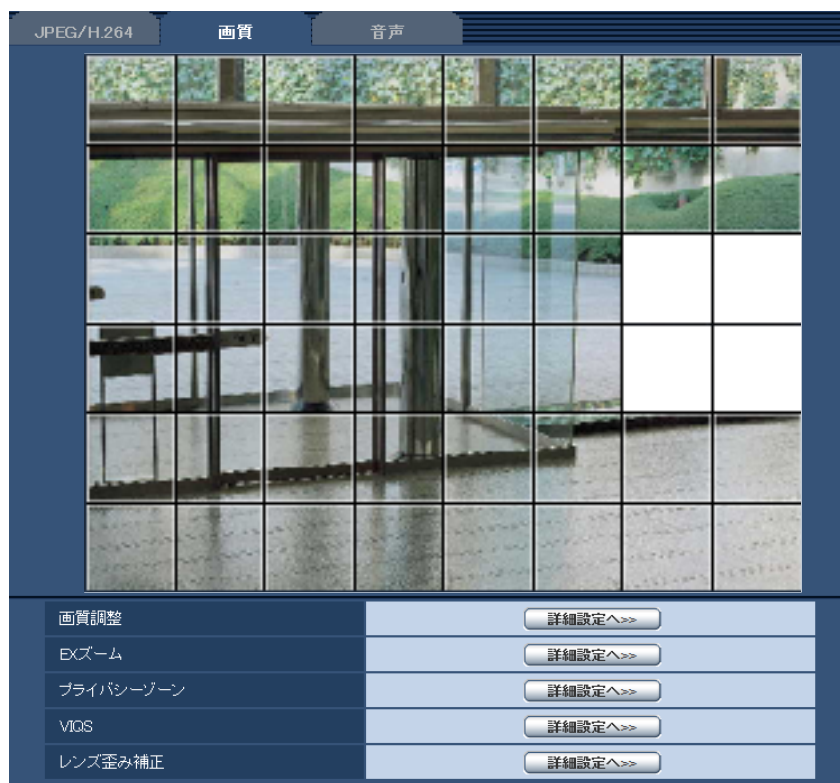 JPEG/H.264 画質 音声
画質調整 詳細設定へ>>
EXズーム 詳細設定へ>>
プライバシーゾーン 詳細設定へ>>
VIQS 詳細設定へ>>
レンズ歪み補正 詳細設定へ>>